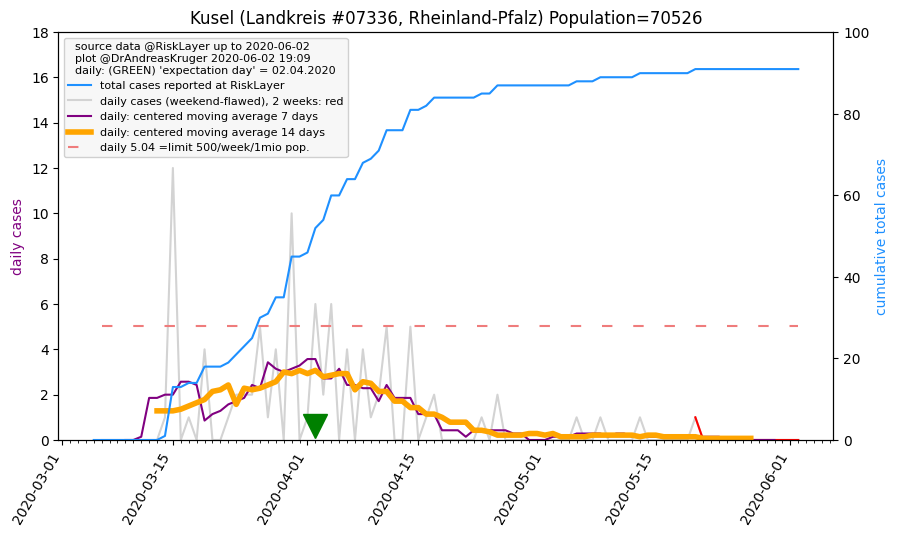 Kusel (Landkreis #07336, Rheinland-Pfalz) Population=70526
source data @RiskLayer up to 2020-06-02
plot @DrAndreasKruger 2020-06-02 19:09
daily: (GREEN) 'expectation day' = 02.04.2020
total cases reported at RiskLayer
daily cases (weekend-flawed), 2 weeks: red
daily: centered moving average 7 days
daily: centered moving average 14 days
daily 5.04 =limit 500/week/1mio pop.
daily cases
18
16
14
12
10
8
6
4
2
0
100
80
60
40
20
0
cumulative total cases
2020-03-01
2020-03-15
2020-04-01
2020-04-15
2020-05-01
2020-05-15
2020-06-01